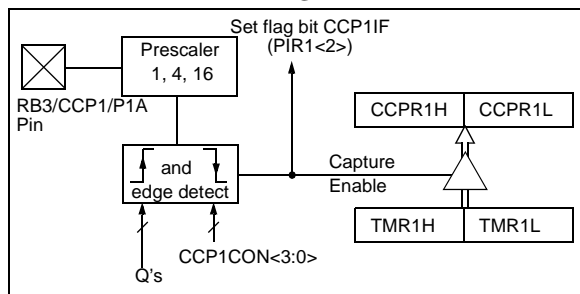 Set flag bit CCP1IF
(PIR1<2>)
Prescaler
1, 4, 16
RB3/CCP1/P1A
Pin
CCPR1H
CCPR1L
and
edge detect
Capture
Enable
TMR1H
TMR1L
CCP1CON<3:0>
Q's